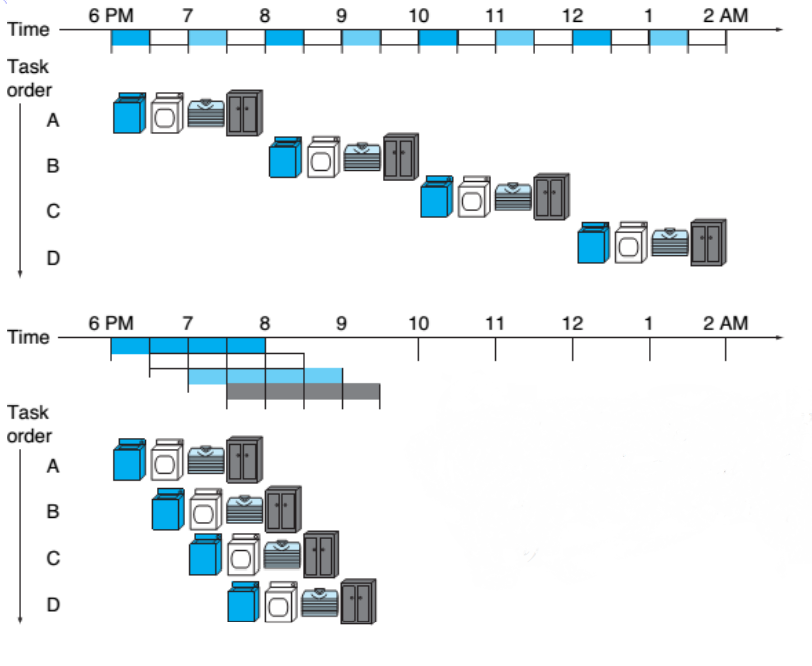 6 PM 7 8 9 10 11 12 1 2 AM
Time
Task
order
A
B
C
D
6 PM 7 8 9 10 11 12 1 2 AM
Time
Task
order
A
B
C
D